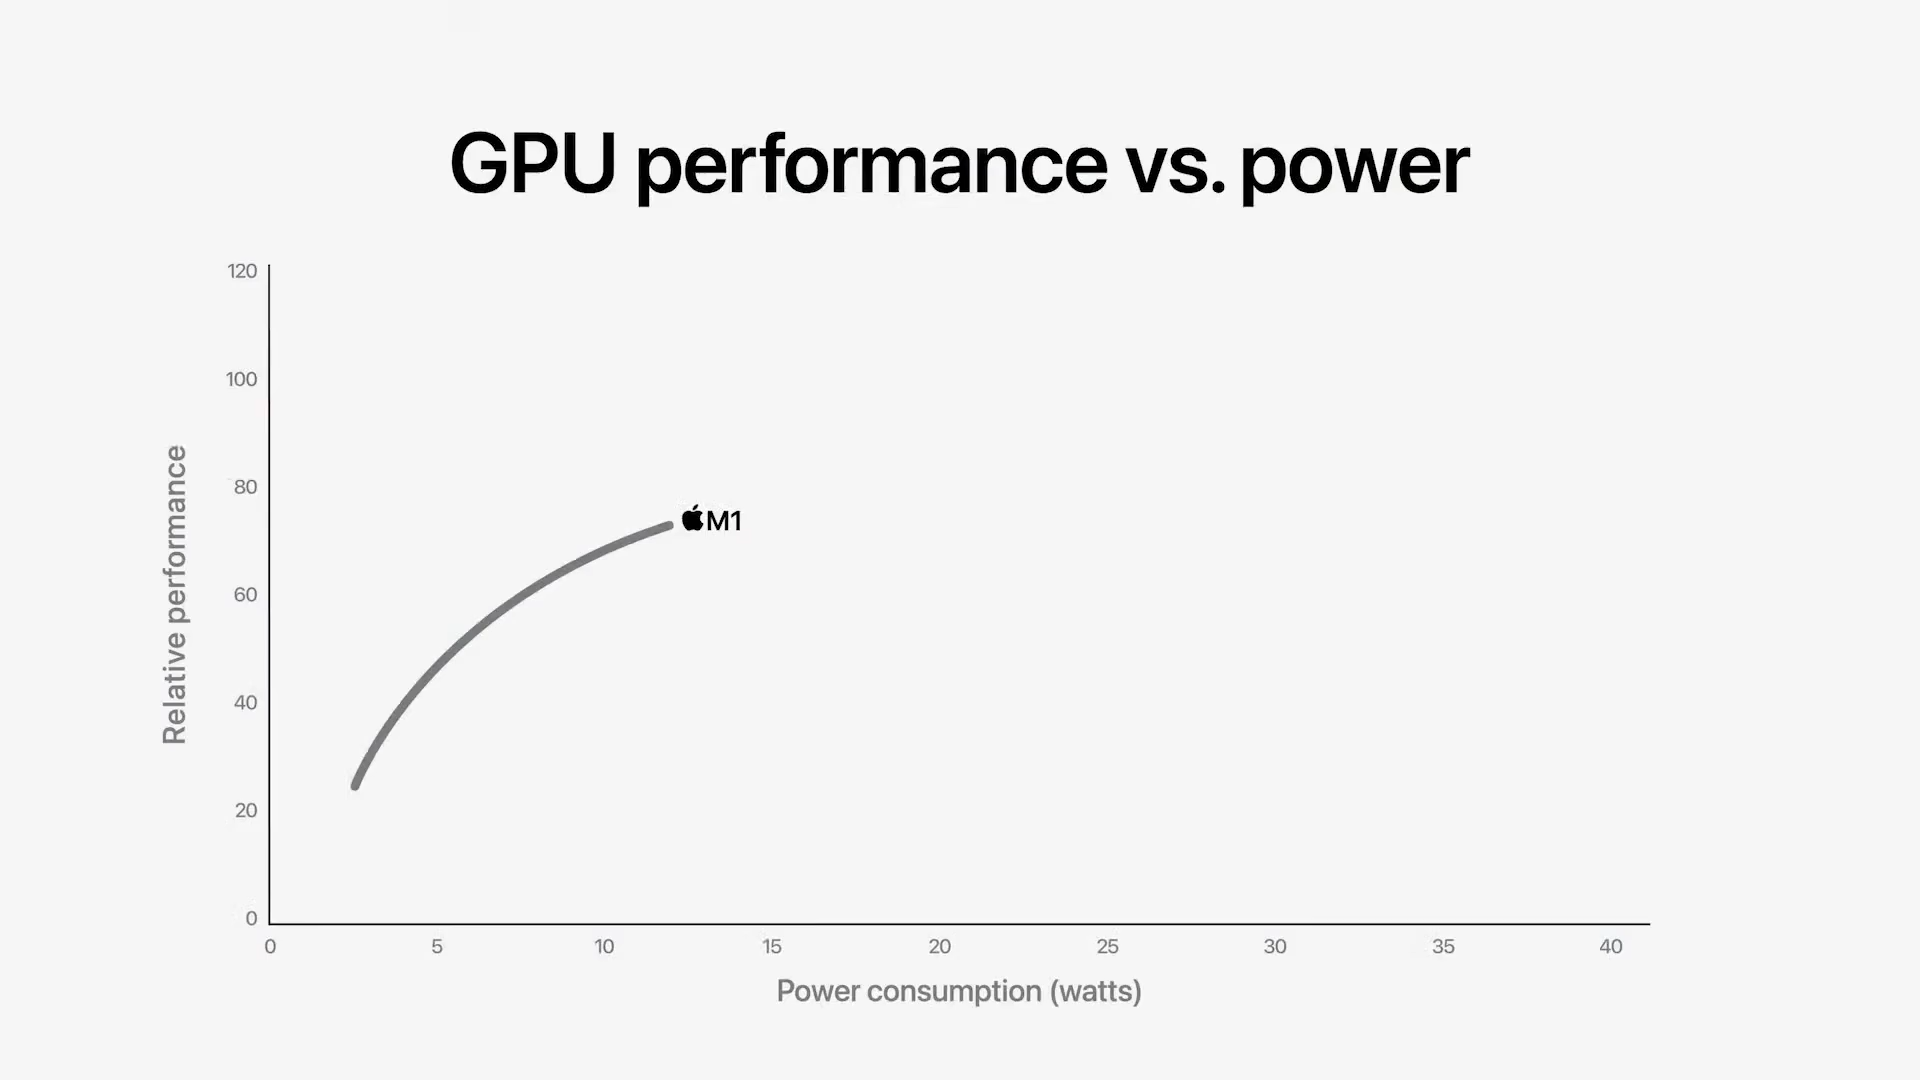 GPU performance vs. power
120
100
80
60
40
20
0
Relative performance
M1
0 5 10 15 20 25 30 35 40
Power consumption (watts)